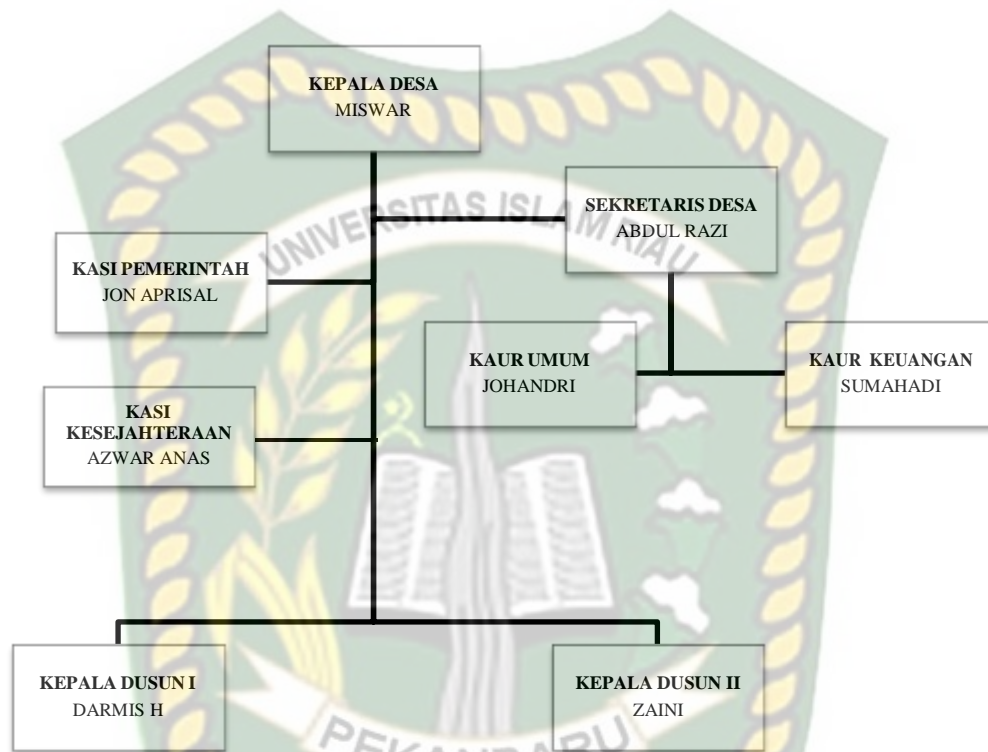 KEPALA DESA
MISWAR
UNIVERSITAS ISLAM RIAU
SEKRETARIS DESA
ABDUL RAZI
KASI PEMERINTAH
JON APRISAL
KAUR UMUM
JOHANDRI
KAUR KEUANGAN
SUMAHADI
KASI
KESEJAHTERAAN
AZWAR ANAS
KEPALA DUSUN I
DARMIS H
KEPALA DUSUN II
ZAINI
PEKANBARU